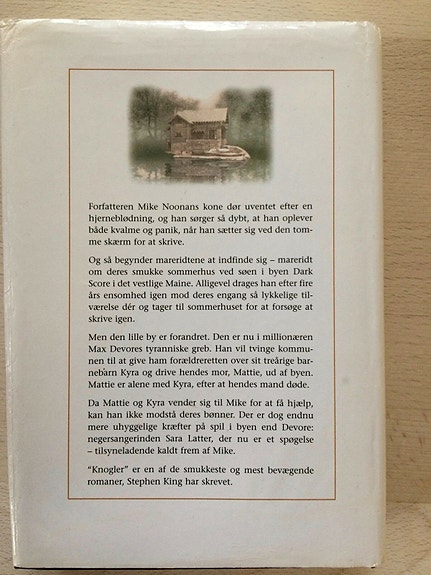 Forfatteren Mike Noonans kone dør uventet efter en
hjerneblødning, og han sørger så dybt, at han oplever
både kvalme og panik, når han sætter sig ved den tom-
me skærm for at skrive.
Og så begynder mareridtene at indfinde sig – mareridt
om deres smukke sommerhus ved søen i byen Dark
Score i det vestlige Maine. Alligevel drages han efter fire
års ensomhed igen mod deres engang så lykkelige til-
værelse dér og tager til sommerhuset for at forsøge at
skrive igen.
Men den lille by er forandret. Den er nu i millionæren
Max Devores tyranniske greb. Han vil tvinge kommu-
nen til at give ham forældreretten over sit treårige bar-
nebarn Kyra og drive hendes mor, Mattie, ud af byen.
Mattie er alene med Kyra, efter at hendes mand døde.
Da Mattie og Kyra vender sig til Mike for at få hjælp,
kan han ikke modstå deres bønner. Der er dog endnu
mere uhyggelige kræfter på spil i byen end Devore:
negersangerinden Sara Latter, der nu er et spøgelse
– tilsyneladende kaldt frem af Mike.
“Knogler” er en af de smukkeste og mest bevægende
romaner, Stephen King har skrevet.